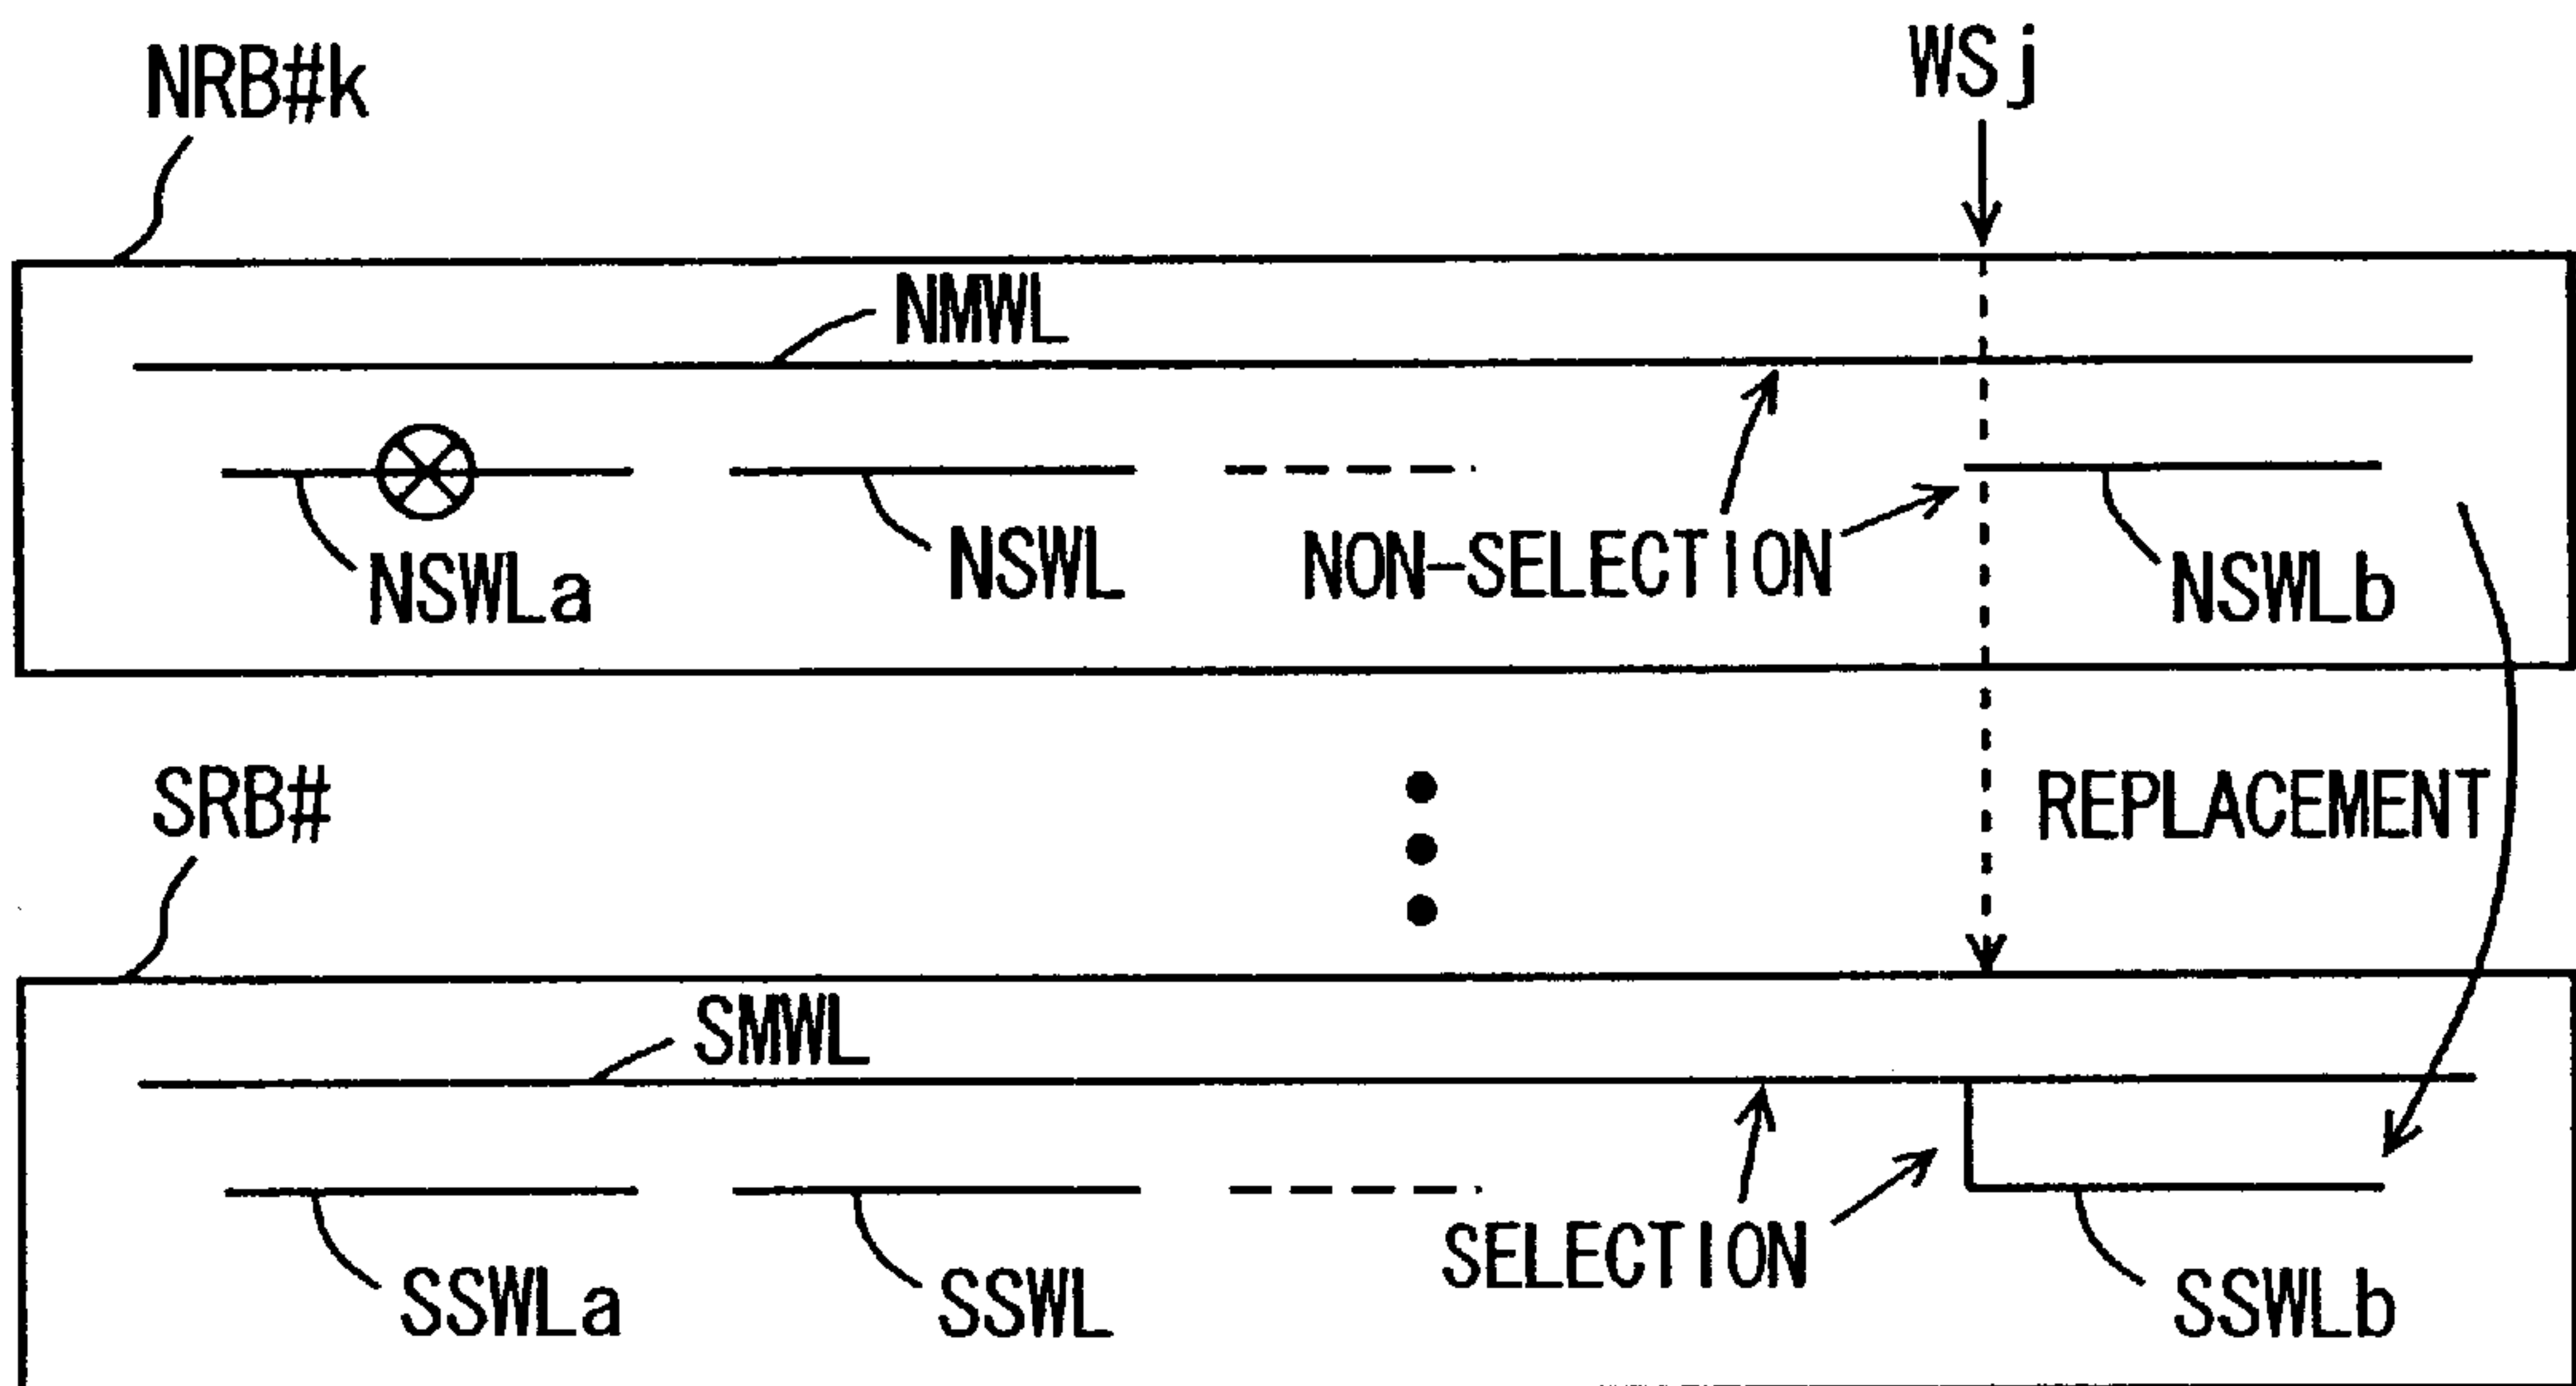 NRB#k
WSj
NMWL
NSWLa
NSWL
NON-SELECTION
NSWLb
SRB#
REPLACEMENT
SMWL
SSWLa
SSWL
SELECTION
SSWLb